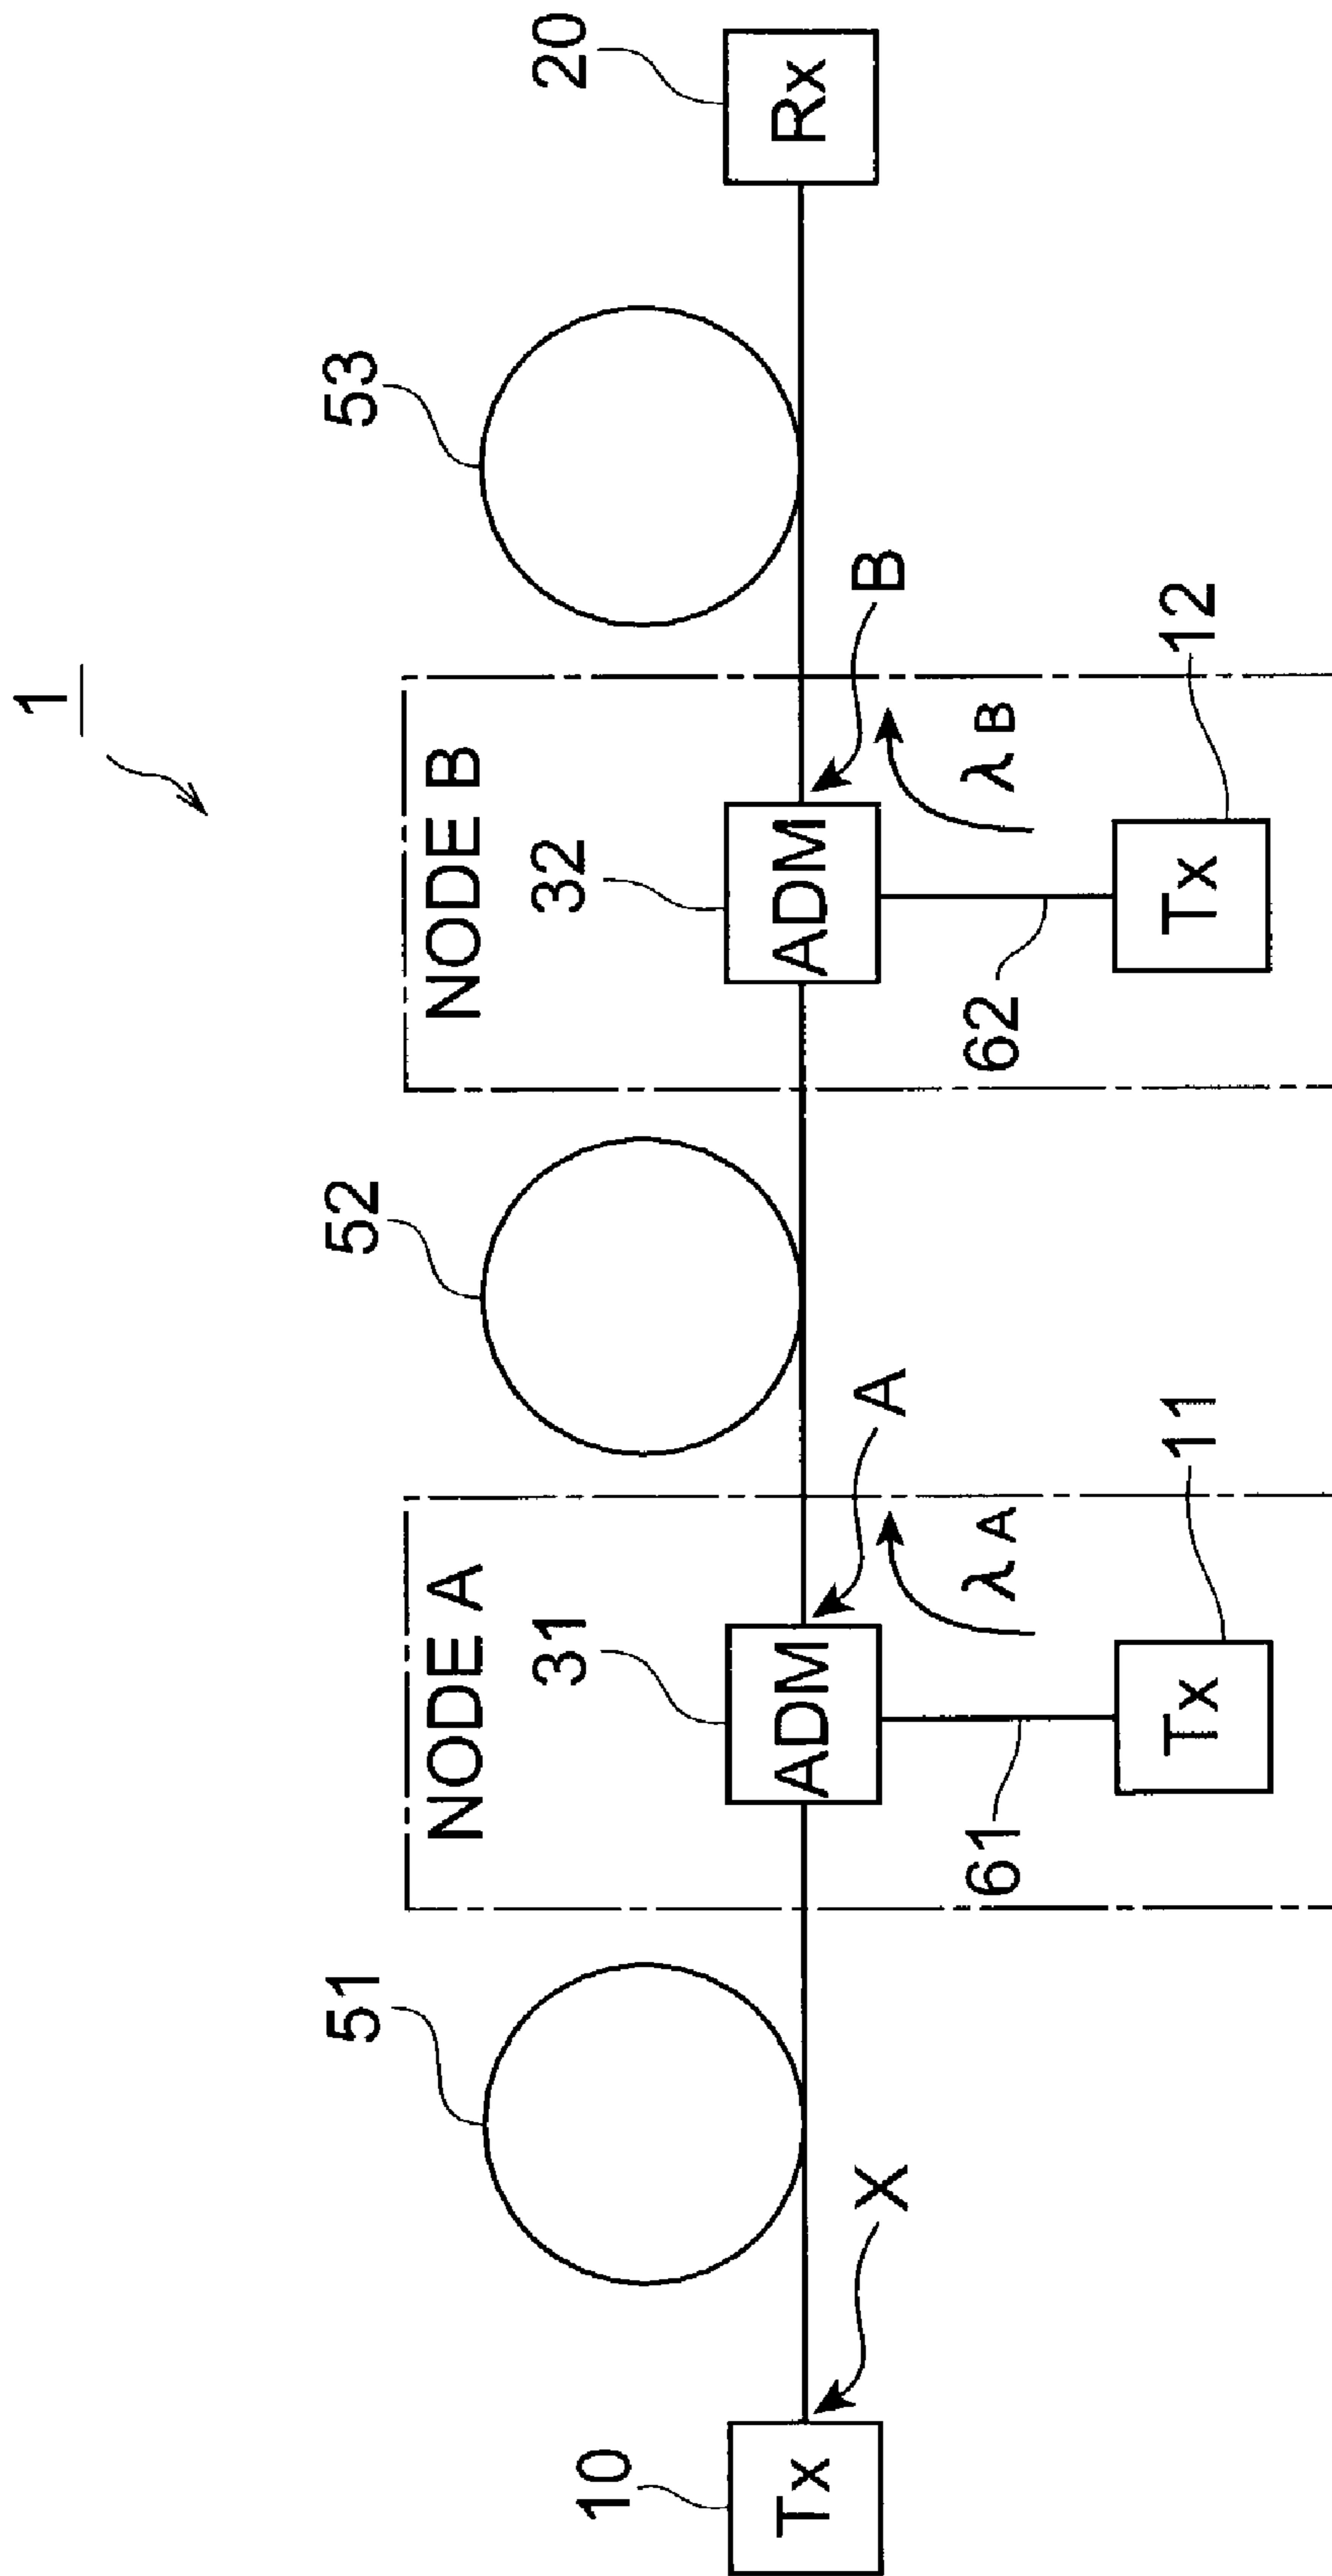 1
51
52
53
NODE A
NODE B
10
31
32
20
Tx
ADM
ADM
Rx
X
A
B
61
λA
62
λB
Tx
11
Tx
12